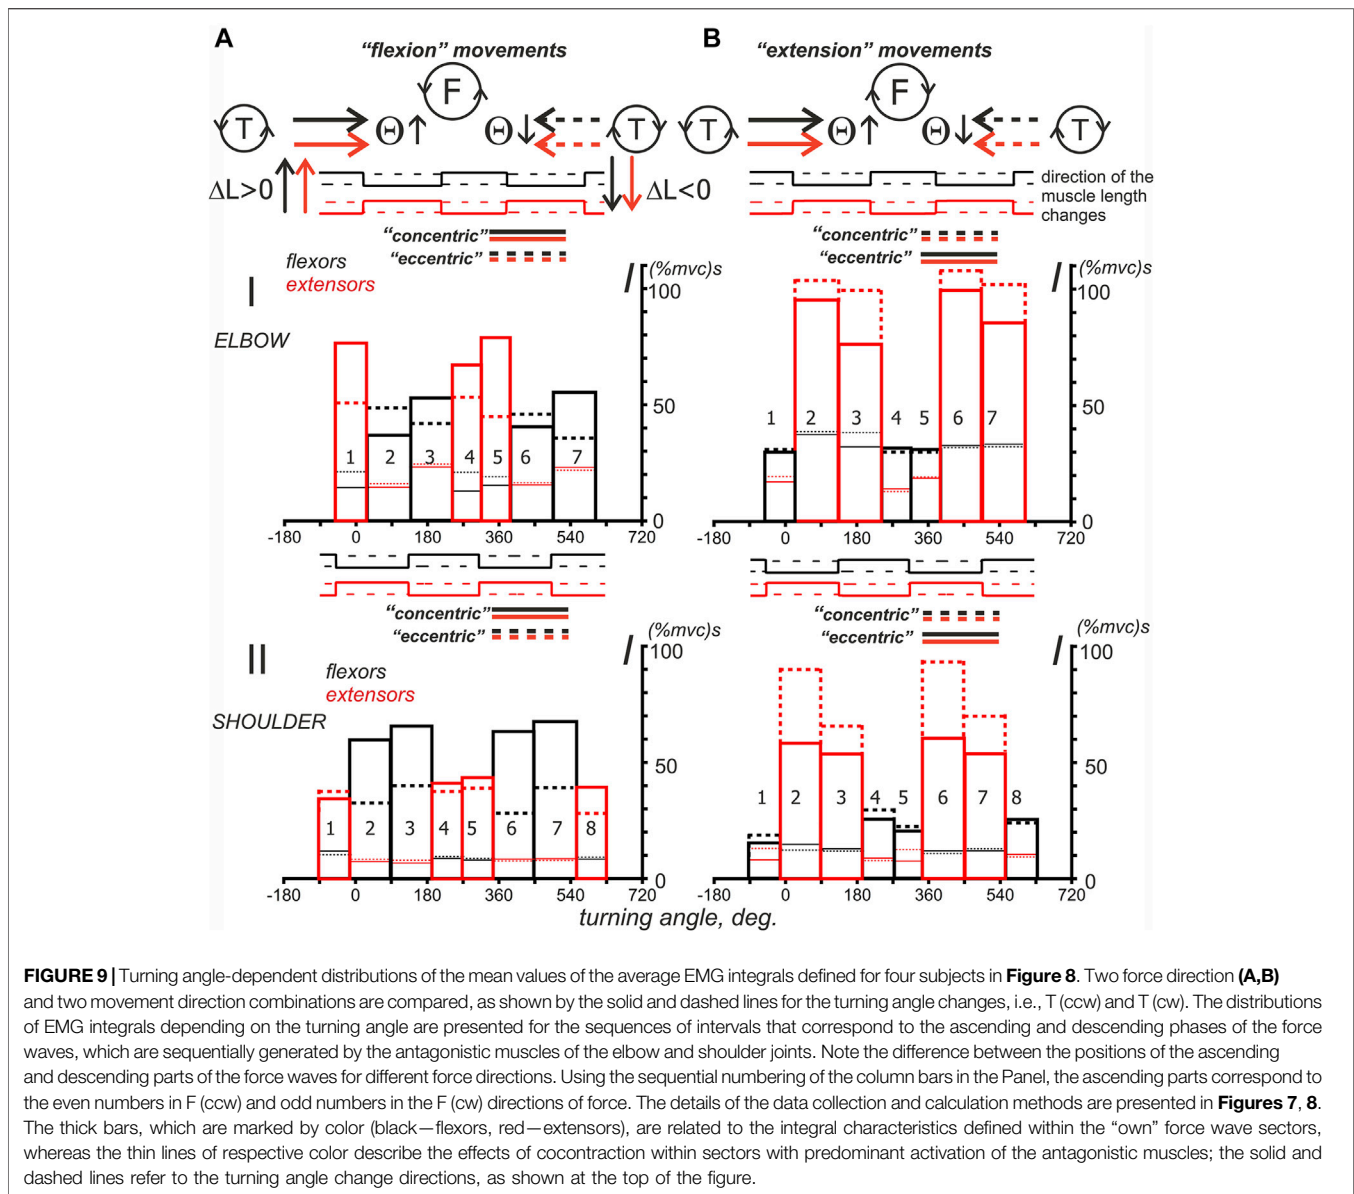 A
B
“flexion” movements
“extension” movements
F
F
T
Θ
Θ
T
T
Θ
Θ
T
ΔL>0
ΔL<0
direction of the
muscle length
changes
“concentric”
“eccentric”
“concentric”
“eccentric”
flexors
extensors
I
ELBOW
I (%mvc)s
100
50
0
1 2 3 4 5 6 7
-180 0 180 360 540 720
I (%mvc)s
100
50
0
1 2 3 4 5 6 7
-180 0 180 360 540 720
“concentric”
“eccentric”
“concentric”
“eccentric”
II
flexors
extensors
SHOULDER
I (%mvc)s
100
50
0
1 2 3 4 5 6 7 8
-180 0 180 360 540 720
I (%mvc)s
100
50
0
1 2 3 4 5 6 7 8
-180 0 180 360 540 720
turning angle, deg.
FIGURE 9 | Turning angle-dependent distributions of the mean values of the average EMG integrals defined for four subjects in Figure 8. Two force direction (A,B)
and two movement direction combinations are compared, as shown by the solid and dashed lines for the turning angle changes, i.e., T (ccw) and T (cw). The distributions
of EMG integrals depending on the turning angle are presented for the sequences of intervals that correspond to the ascending and descending phases of the force
waves, which are sequentially generated by the antagonistic muscles of the elbow and shoulder joints. Note the difference between the positions of the ascending
and descending parts of the force waves for different force directions. Using the sequential numbering of the column bars in the Panel, the ascending parts correspond to
the even numbers in F (ccw) and odd numbers in the F (cw) directions of force. The details of the data collection and calculation methods are presented in Figures 7, 8.
The thick bars, which are marked by color (black—flexors, red—extensors), are related to the integral characteristics defined within the “own” force wave sectors,
whereas the thin lines of respective color describe the effects of cocontraction within sectors with predominant activation of the antagonistic muscles; the solid and
dashed lines refer to the turning angle change directions, as shown at the top of the figure.